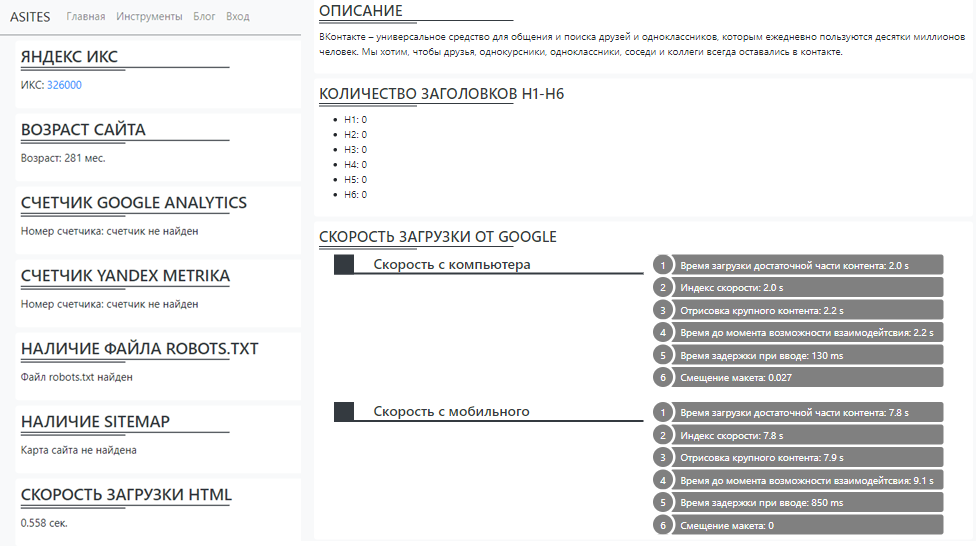 ASITES Главная Инструменты Блог Вход
ЯНДЕКС ИКС
ИКС: 326000
ВОЗРАСТ САЙТА
Возраст: 281 мес.
СЧЕТЧИК GOOGLE ANALYTICS
Номер счетчика: счетчик не найден
СЧЕТЧИК YANDEX METRIKA
Номер счетчика: счетчик не найден
НАЛИЧИЕ ФАЙЛА ROBOTS.TXT
Файл robots.txt найден
НАЛИЧИЕ SITEMAP
Карта сайта не найдена
СКОРОСТЬ ЗАГРУЗКИ HTML
0.558 сек.
ОПИСАНИЕ
ВКонтакте – универсальное средство для общения и поиска друзей и одноклассников, которым ежедневно пользуются десятки миллионов
человек. Мы хотим, чтобы друзья, однокурсники, одноклассники, соседи и коллеги всегда оставались в контакте.
КОЛИЧЕСТВО ЗАГОЛОВКОВ H1-H6
H1: 0
H2: 0
H3: 0
H4: 0
H5: 0
H6: 0
СКОРОСТЬ ЗАГРУЗКИ ОТ GOOGLE
Скорость с компьютера
1 Время загрузки достаточной части контента: 2.0 s
2 Индекс скорости: 2.0 s
3 Отрисовка крупного контента: 2.2 s
4 Время до момента возможности взаимодейтсвия: 2.2 s
5 Время задержки при вводе: 130 ms
6 Смещение макета: 0.027
Скорость с мобильного
1 Время загрузки достаточной части контента: 7.8 s
2 Индекс скорости: 7.8 s
3 Отрисовка крупного контента: 7.9 s
4 Время до момента возможности взаимодейтсвия: 9.1 s
5 Время задержки при вводе: 850 ms
6 Смещение макета: 0